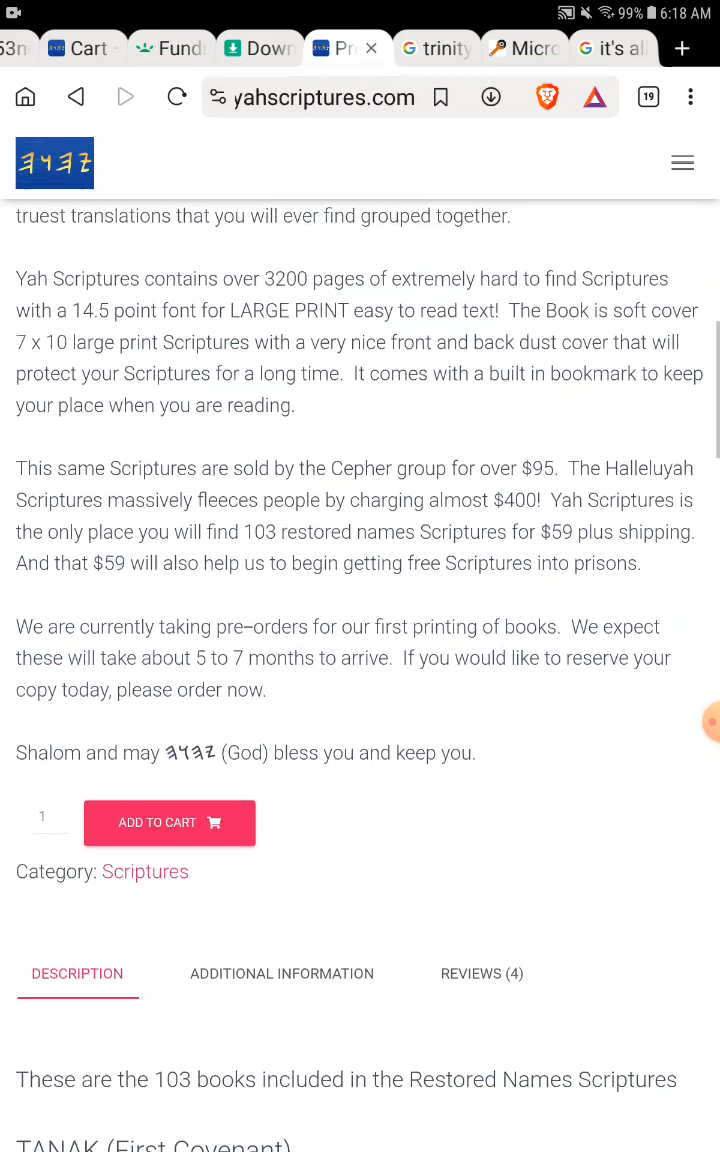 99% 6:18 AM
53n Cart Fund Down Pr trinity Micro it's all
yahscriptures.com 19
𐤉𐤄𐤅𐤄
truest translations that you will ever find grouped together.
Yah Scriptures contains over 3200 pages of extremely hard to find Scriptures
with a 14.5 point font for LARGE PRINT easy to read text!  The Book is soft cover
7 x 10 large print Scriptures with a very nice front and back dust cover that will
protect your Scriptures for a long time.  It comes with a built in bookmark to keep
your place when you are reading.
This same Scriptures are sold by the Cepher group for over $95.  The Halleluyah
Scriptures massively fleeces people by charging almost $400!  Yah Scriptures is
the only place you will find 103 restored names Scriptures for $59 plus shipping.
And that $59 will also help us to begin getting free Scriptures into prisons.
We are currently taking pre-orders for our first printing of books.  We expect
these will take about 5 to 7 months to arrive.  If you would like to reserve your
copy today, please order now.
Shalom and may 𐤉𐤄𐤅𐤄 (God) bless you and keep you.
1 ADD TO CART
Category: Scriptures
DESCRIPTION ADDITIONAL INFORMATION REVIEWS (4)
These are the 103 books included in the Restored Names Scriptures
TANAK (First Covenant)